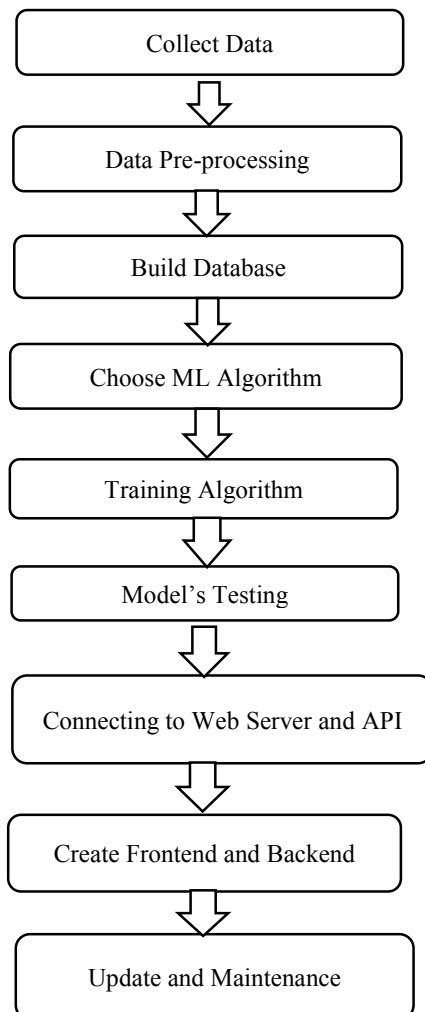 Collect Data
Data Pre-processing
Build Database
Choose ML Algorithm
Training Algorithm
Model’s Testing
Connecting to Web Server and API
Create Frontend and Backend
Update and Maintenance